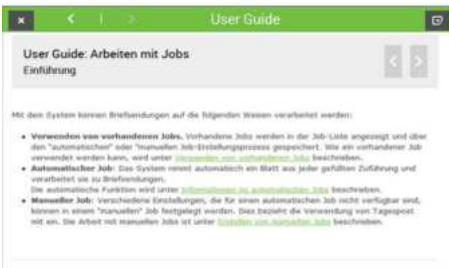 User Guide
User Guide: Arbeiten mit Jobs
Einführung
Mit dem System können Briefsendungen auf die folgenden Weisen verarbeitet werden:
• Verwenden von vorhandenen Jobs. Vorhandene Jobs werden in der Job-Liste angezeigt und über
den "automatischen" oder "manuellen Job-Erstellungsprozess gespeichert. Wie ein vorhandener Job
verwendet werden kann, wird unter Verwenden von vorhandenen Jobs beschrieben.
• Automatischer Job: Das System nimmt automatisch ein Blatt aus jeder gefüllten Zuführung und
verarbeitet sie zu Briefsendungen.
Die automatische Funktion wird unter Informationen zu automatischen Jobs beschrieben.
• Manueller Job: Verschiedene Einstellungen, die für einen automatischen Job nicht verfügbar sind,
können in einem "manuellen" Job festgelegt werden. Dies bezieht die Verwendung von Tagespost
mit ein. Die Arbeit mit manuellen Jobs ist unter Erstellen von manuellen Jobs beschrieben.